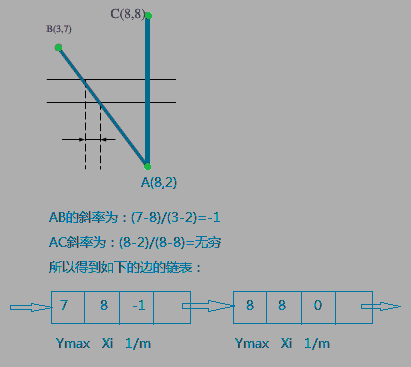 C(8,8)
B(3,7)
A(8,2)
AB的斜率为：(7-8)/(3-2)=-1
AC斜率为：(8-2)/(8-8)=无穷
所以得到如下的边的链表：
7 8 -1 8 8 0
Ymax Xi 1/m Ymax Xi 1/m